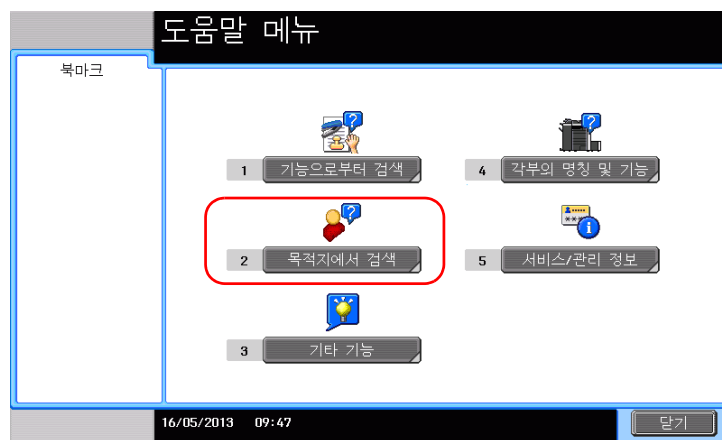 도움말 메뉴
북마크
1 기능으로부터 검색
2 목적지에서 검색
3 기타 기능
4 각부의 명칭 및 기능
5 서비스/관리 정보
16/05/2013 09:47
닫기